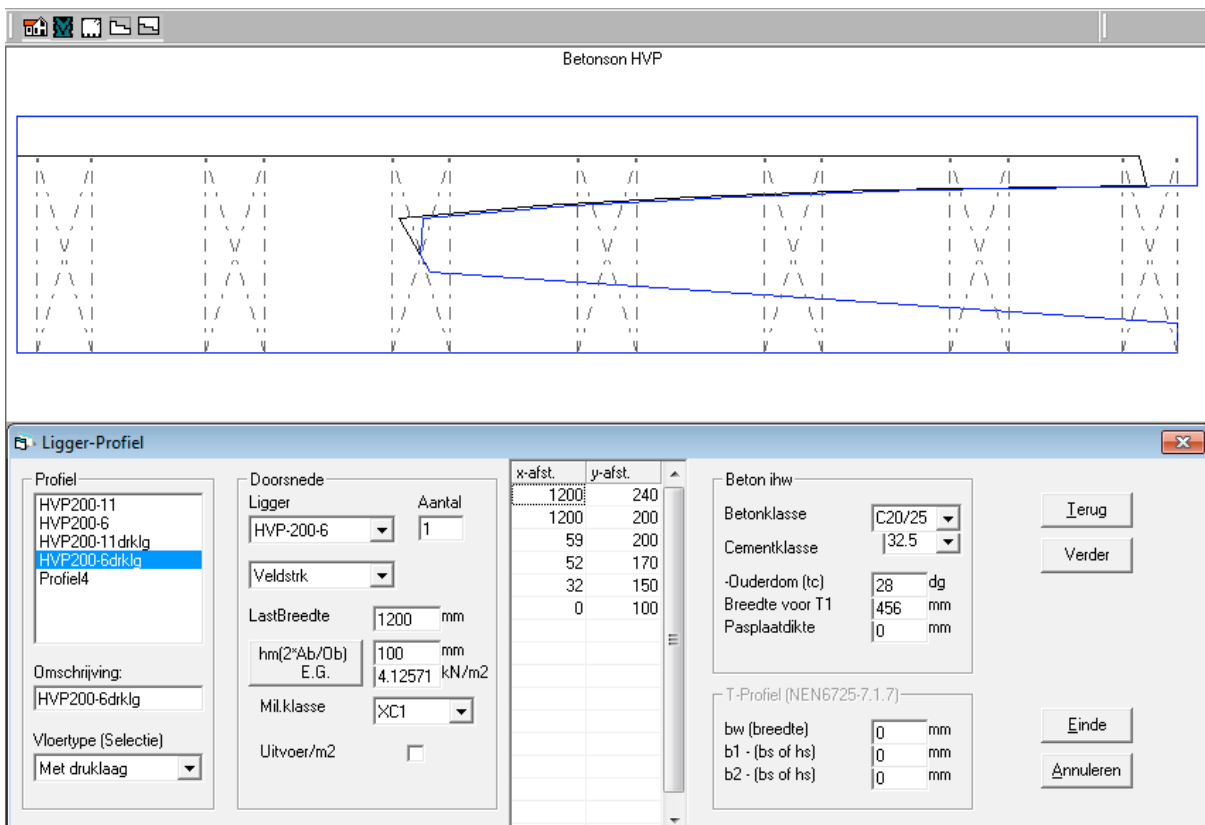 Betonson HVP
Ligger-Profiel
Profiel
HVP200-11
HVP200-6
HVP200-11drklg
HVP200-6drklg
Profiel4
Omschrijving:
HVP200-6drklg
Vloertype (Selectie)
Met druklaag
Doorsnede
Ligger Aantal
HVP-200-6 1
Veldstrk
LastBreedte 1200 mm
hm(2*Ab/Ob) 100 mm
E.G. 4.12571 kN/m2
Mil.klasse XC1
Uitvoer/m2
x-afst. y-afst.
1200 240
1200 200
59 200
52 170
32 150
0 100
Beton ihw
Betonklasse C20/25
Cementklasse 32.5
-Ouderdom (tc) 28 dg
Breedte voor T1 456 mm
Pasplaatdikte 0 mm
T-Profiel (NEN6725-7.1.7)
bw (breedte) 0 mm
b1 - (bs of hs) 0 mm
b2 - (bs of hs) 0 mm
Terug
Verder
Einde
Annuleren